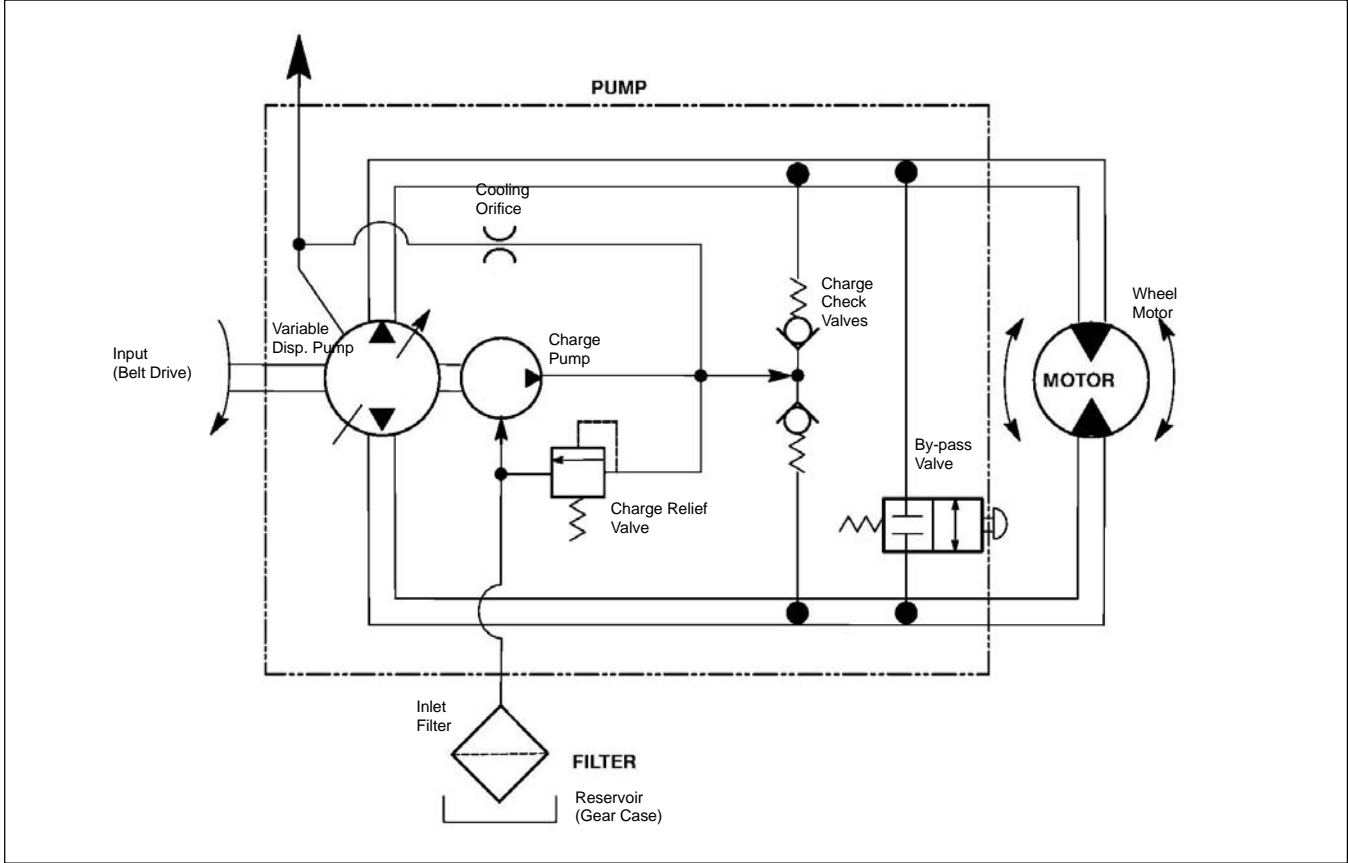 PUMP
Cooling
Orifice
Charge
Check
Valves
Wheel
Motor
Variable
Disp. Pump
Input
(Belt Drive)
Charge
Pump
MOTOR
By-pass
Valve
Charge Relief
Valve
Inlet
Filter
FILTER
Reservoir
(Gear Case)